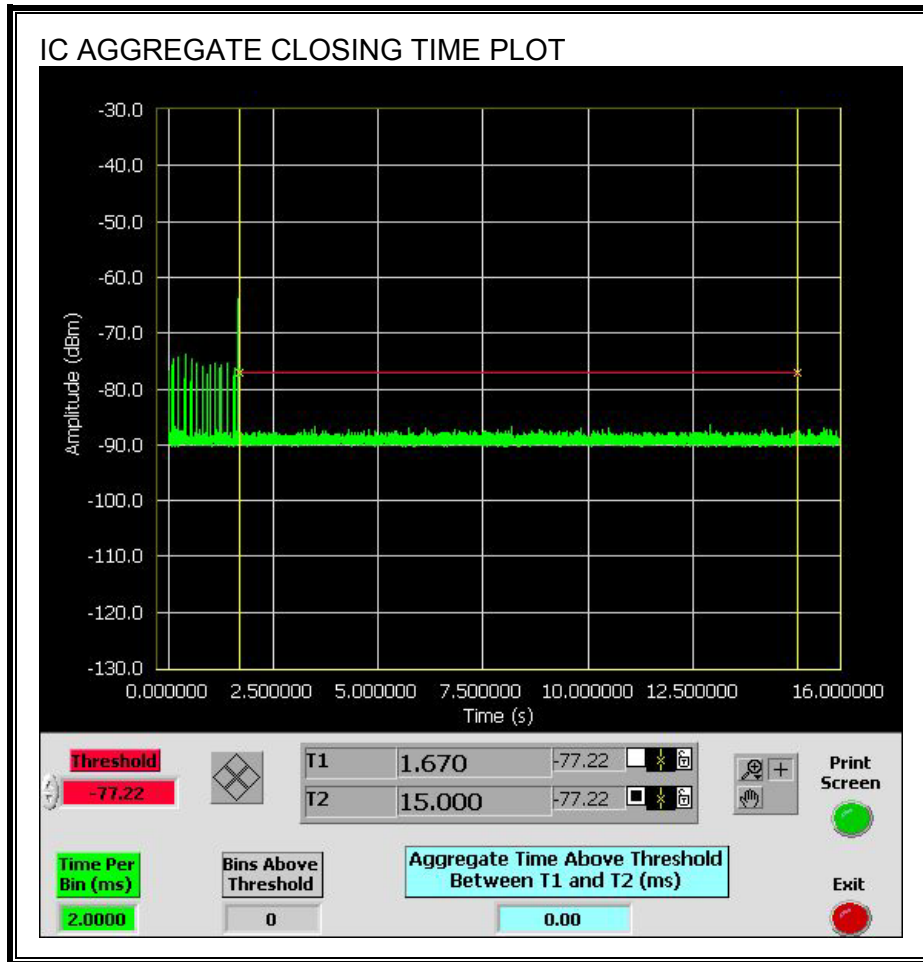 IC AGGREGATE CLOSING TIME PLOT
-30.0
-40.0
-50.0
-60.0
-70.0
-80.0
-90.0
-100.0
-110.0
-120.0
-130.0
Amplitude (dBm)
0.000000 2.500000 5.000000 7.500000 10.000000 12.500000 16.000000
Time (s)
Threshold
-77.22
T1 1.670 -77.22
T2 15.000 -77.22
Print
Screen
Time Per
Bin (ms)
2.0000
Bins Above
Threshold
0
Aggregate Time Above Threshold
Between T1 and T2 (ms)
0.00
Exit